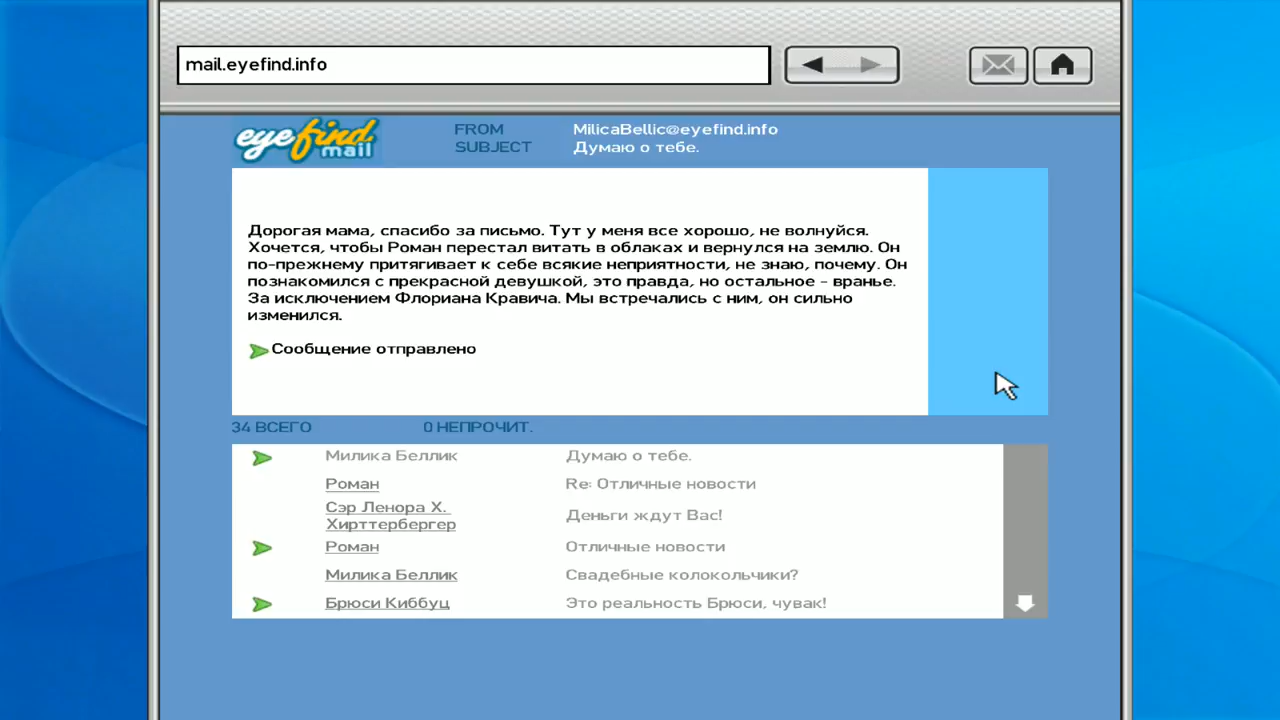 mail.eyefind.info
eyefind mail
FROM MilicaBellic@eyefind.info
SUBJECT Думаю о тебе.
Дорогая мама, спасибо за письмо. Тут у меня все хорошо, не волнуйся.
Хочется, чтобы Роман перестал витать в облаках и вернулся на землю. Он
по-прежнему притягивает к себе всякие неприятности, не знаю, почему. Он
познакомился с прекрасной девушкой, это правда, но остальное - вранье.
За исключением Флориана Кравича. Мы встречались с ним, он сильно
изменился.
Сообщение отправлено
34 ВСЕГО 0 НЕПРОЧИТ.
Милика Беллик Думаю о тебе.
Роман Re: Отличные новости
Сэр Ленора Х.
Хирттербергер Деньги ждут Вас!
Роман Отличные новости
Милика Беллик Свадебные колокольчики?
Брюси Киббуц Это реальность Брюси, чувак!